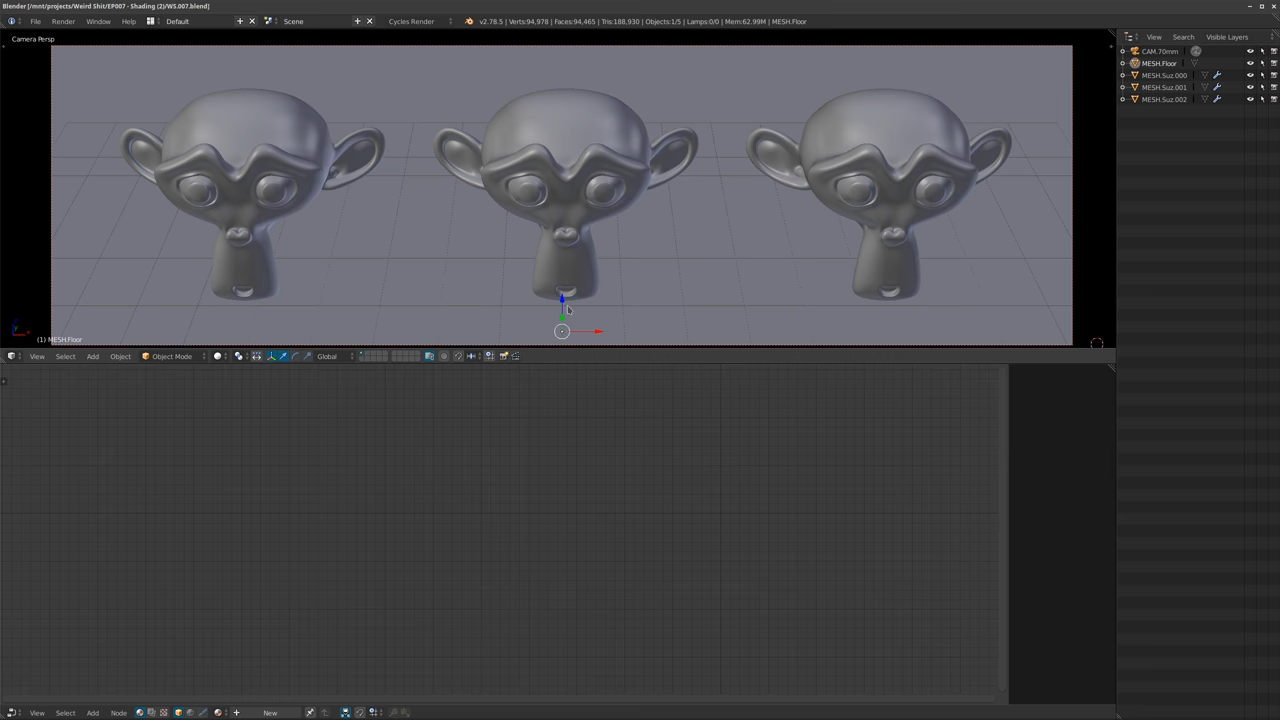 Blender [/mnt/projects/Weird Shit/EP007 - Shading (2)/WS.007.blend]
File Render Window Help Default Scene Cycles Render v2.78.5 | Verts:94,978 | Faces:94,465 | Tris:188,930 | Objects:1/5 | Lamps:0/0 | Mem:62.99M | MESH.Floor
View Search Visible Layers
Camera Persp
CAM.70mm
MESH.Floor
MESH.Suz.000
MESH.Suz.001
MESH.Suz.002
(1) MESH.Floor
View Select Add Object Object Mode Global
View Select Add Node New